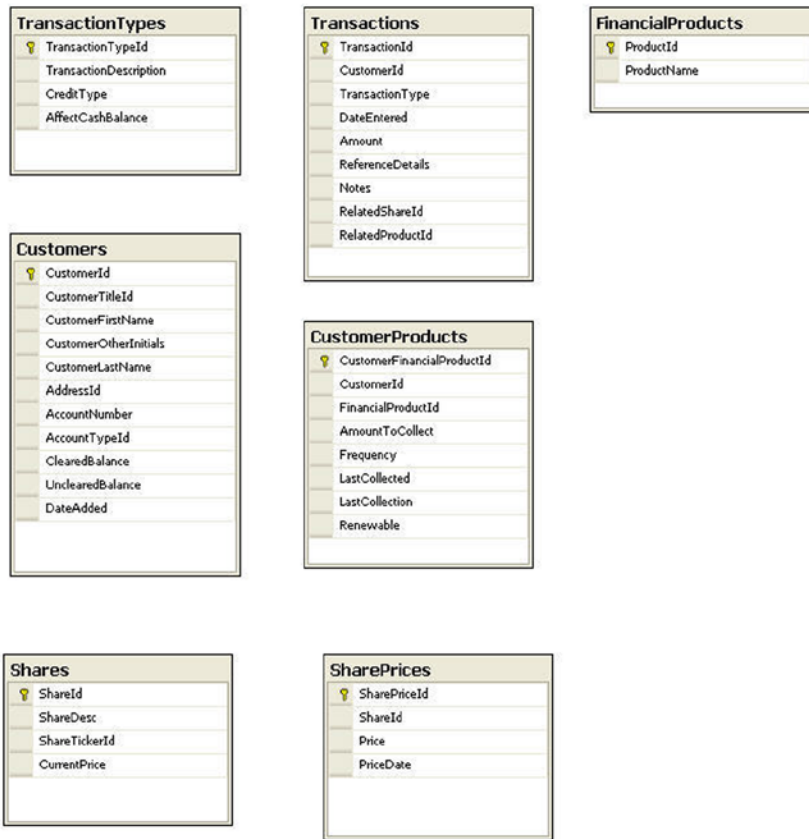 TransactionTypes
TransactionTypeId
TransactionDescription
CreditType
AffectCashBalance
Transactions
TransactionId
CustomerId
TransactionType
DateEntered
Amount
ReferenceDetails
Notes
RelatedShareId
RelatedProductId
FinancialProducts
ProductId
ProductName
Customers
CustomerId
CustomerTitleId
CustomerFirstName
CustomerOtherInitials
CustomerLastName
AddressId
AccountNumber
AccountTypeId
ClearedBalance
UnclearedBalance
DateAdded
CustomerProducts
CustomerFinancialProductId
CustomerId
FinancialProductId
AmountToCollect
Frequency
LastCollected
LastCollection
Renewable
Shares
ShareId
ShareDesc
ShareTickerId
CurrentPrice
SharePrices
SharePriceId
ShareId
Price
PriceDate